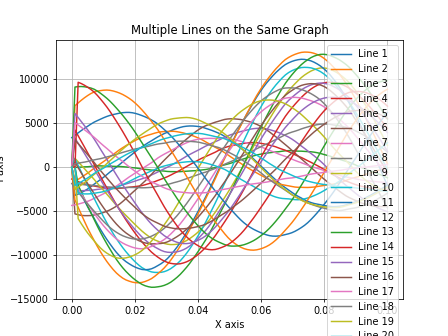 Multiple Lines on the Same Graph
10000
5000
0
−5000
−10000
−15000
0.00
0.02
0.04
0.06
X axis
Line 1
Line 2
Line 3
Line 4
Line 5
Line 6
Line 7
Line 8
Line 9
Line 10
Line 11
Line 12
Line 13
Line 14
Line 15
Line 16
Line 17
Line 18
Line 19